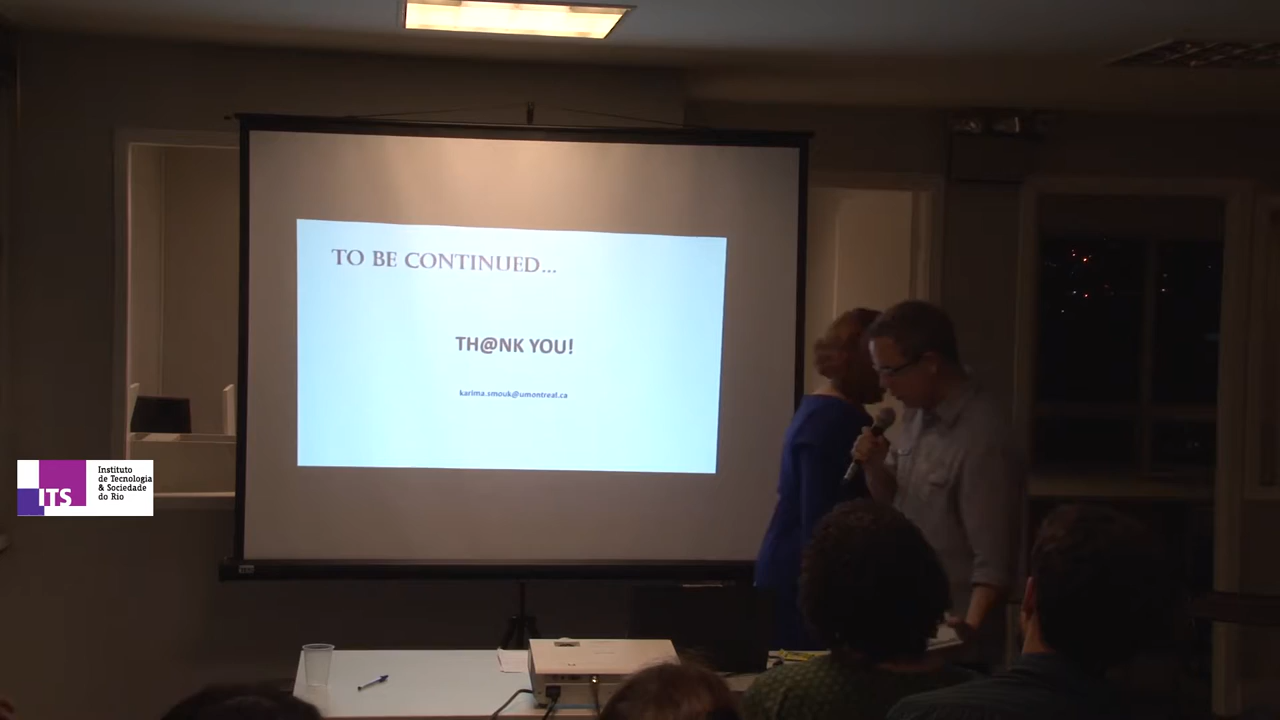 TO BE CONTINUED...
TH@NK YOU!
karima.smouk@umontreal.ca
ITS
Instituto
de Tecnologia
& Sociedade
do Rio